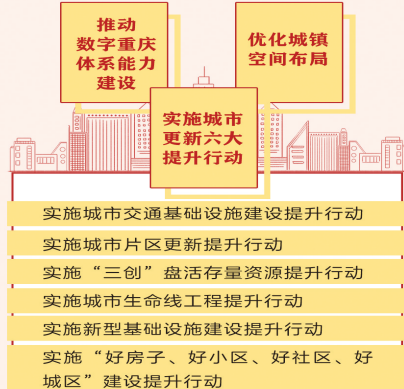 推动
数字重庆
体系能力
建设
优化城镇
空间布局
实施城市
更新六大
提升行动
实施城市交通基础设施建设提升行动
实施城市片区更新提升行动
实施“三创”盘活存量资源提升行动
实施城市生命线工程提升行动
实施新型基础设施建设提升行动
实施“好房子、好小区、好社区、好
城区”建设提升行动